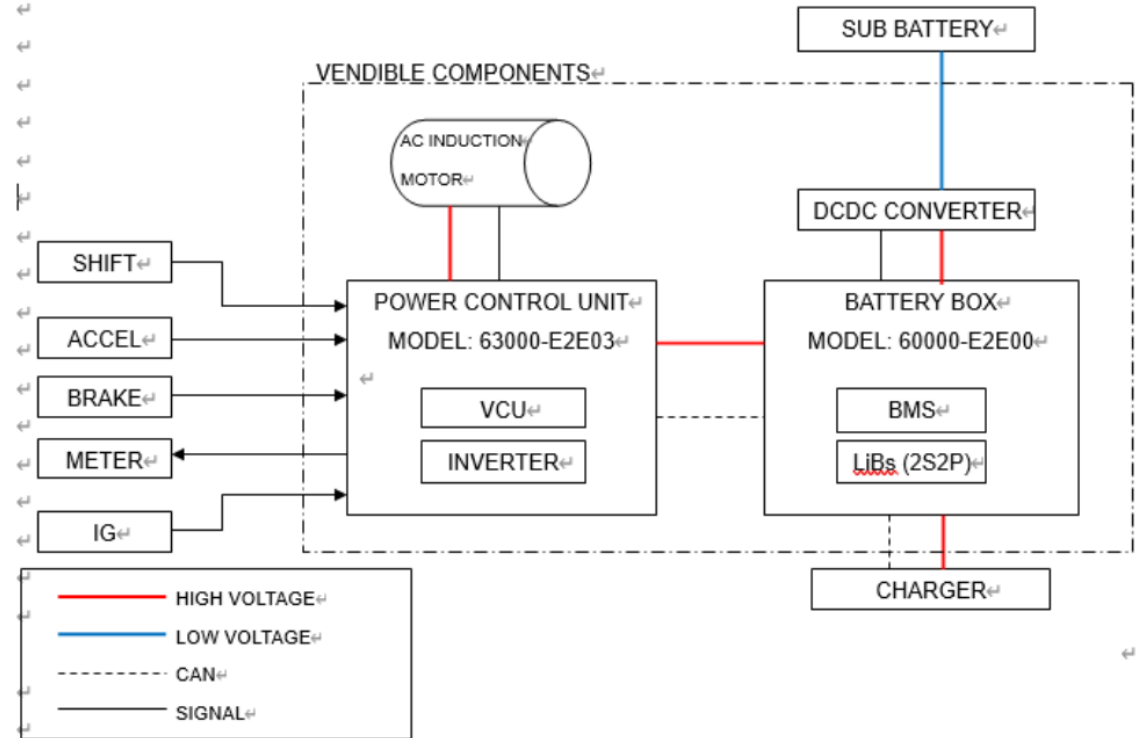 SUB BATTERY
VENDIBLE COMPONENTS
AC INDUCTION
MOTOR
DCDC CONVERTER
SHIFT
ACCEL
BRAKE
METER
IG
POWER CONTROL UNIT
MODEL: 63000-E2E03
VCU
INVERTER
BATTERY BOX
MODEL: 60000-E2E00
BMS
LiBs (2S2P)
CHARGER
HIGH VOLTAGE
LOW VOLTAGE
CAN
SIGNAL